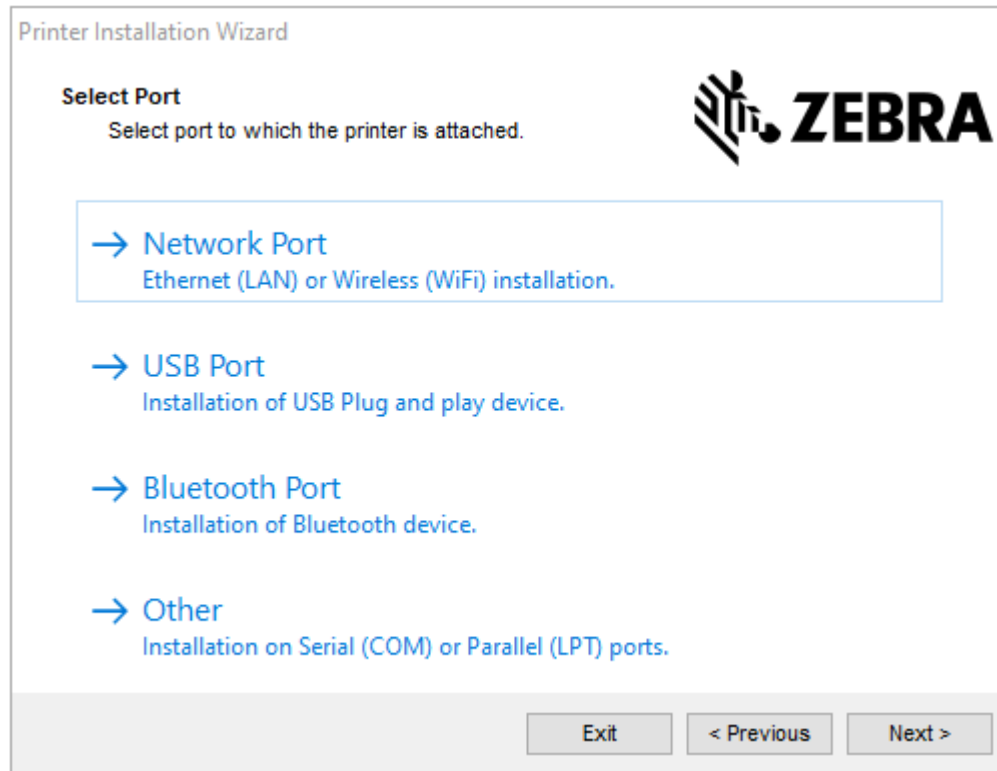 Printer Installation Wizard
Select Port
Select port to which the printer is attached.
ZEBRA
Network Port
Ethernet (LAN) or Wireless (WiFi) installation.
USB Port
Installation of USB Plug and play device.
Bluetooth Port
Installation of Bluetooth device.
Other
Installation on Serial (COM) or Parallel (LPT) ports.
Exit
< Previous
Next >